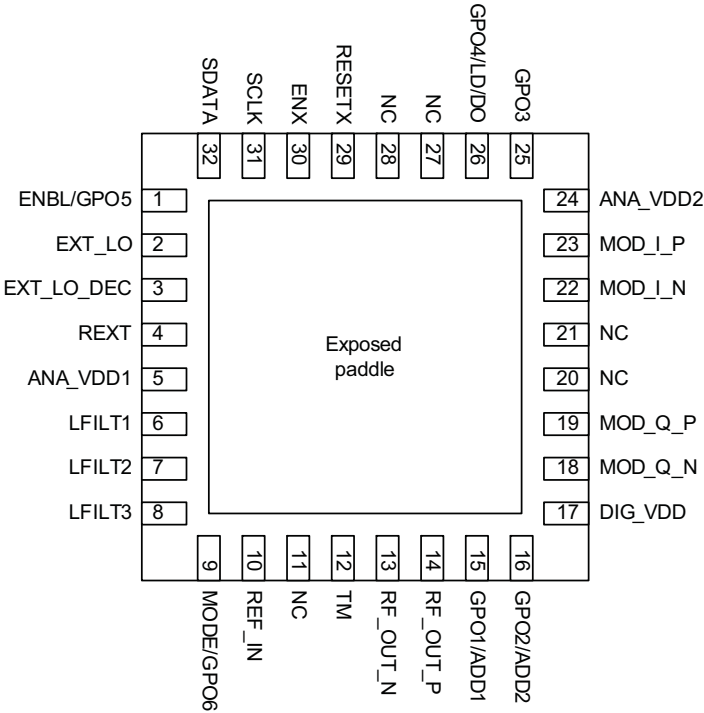 SDATA
SCLK
ENX
RESETX
NC
NC
GPO4/LD/DO
GPO3
32
31
30
29
28
27
26
25
ENBL/GPO5 1
EXT_LO 2
EXT_LO_DEC 3
REXT 4
ANA_VDD1 5
LFILT1 6
LFILT2 7
LFILT3 8
Exposed
paddle
24 ANA_VDD2
23 MOD_I_P
22 MOD_I_N
21 NC
20 NC
19 MOD_Q_P
18 MOD_Q_N
17 DIG_VDD
9
10
11
12
13
14
15
16
MODE/GPO6
REF_IN
NC
TM
RF_OUT_N
RF_OUT_P
GPO1/ADD1
GPO2/ADD2